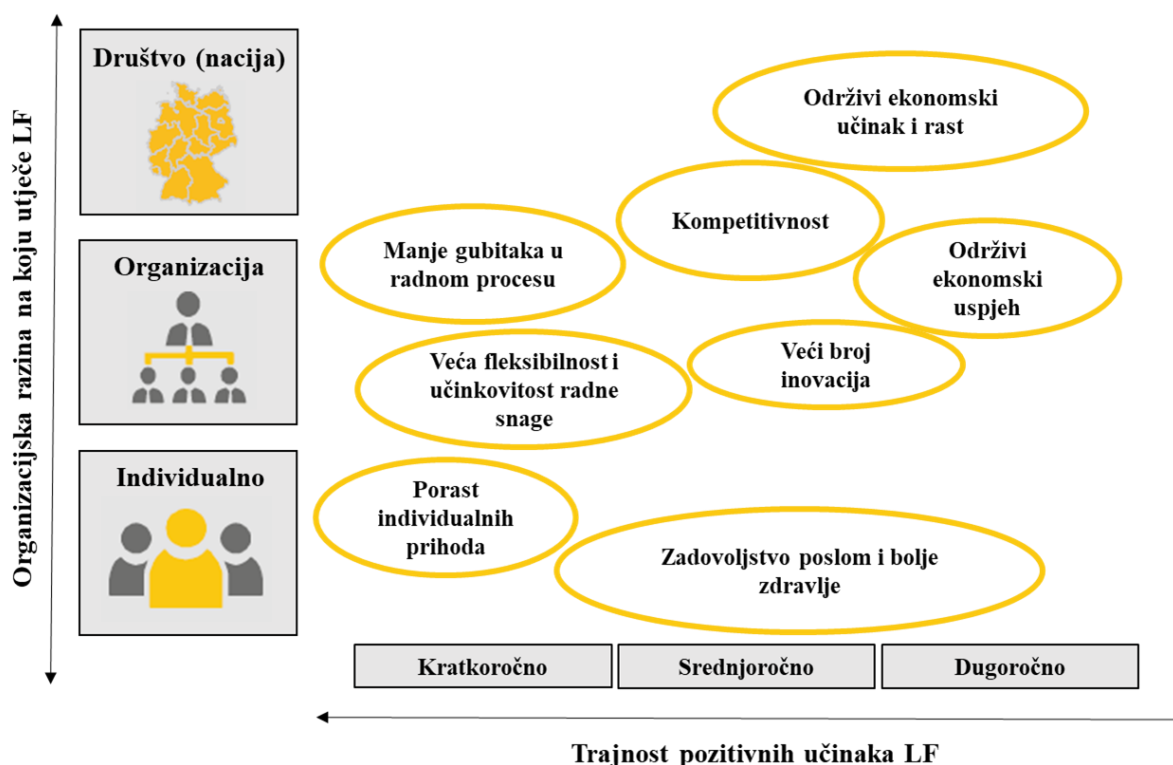 Organizacijska razina na koju utječe LF
Društvo (nacija)
Organizacija
Individualno
Održivi ekonomski
učinak i rast
Kompetitivnost
Manje gubitaka u
radnom procesu
Održivi
ekonomski
uspjeh
Veća fleksibilnost i
učinkovitost radne
snage
Veći broj
inovacija
Porast
individualnih
prihoda
Zadovoljstvo poslom i bolje
zdravlje
Kratkoročno
Srednjoročno
Dugoročno
Trajnost pozitivnih učinaka LF